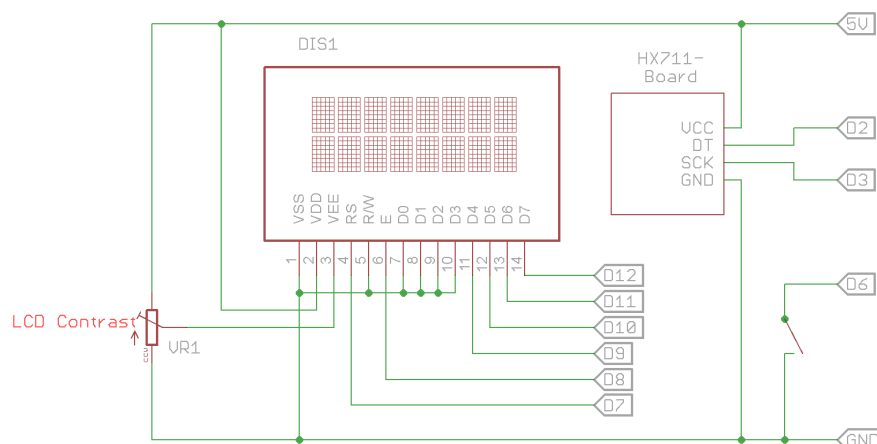 5V
DIS1
HX711-
Board
VCC
DT
SCK
GND
D2
D3
VSS
VDD
VEE
RS
R/W
E
D0
D1
D2
D3
D4
D5
D6
D7
1
2
3
4
5
6
7
8
9
10
11
12
13
14
D12
D11
D10
D9
D8
D7
D6
LCD Contrast
VR1
CCW
GND